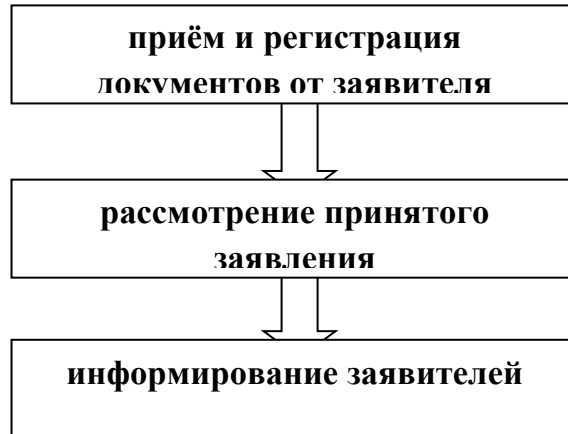 приём и регистрация
документов от заявителя
рассмотрение принятого
заявления
информирование заявителей